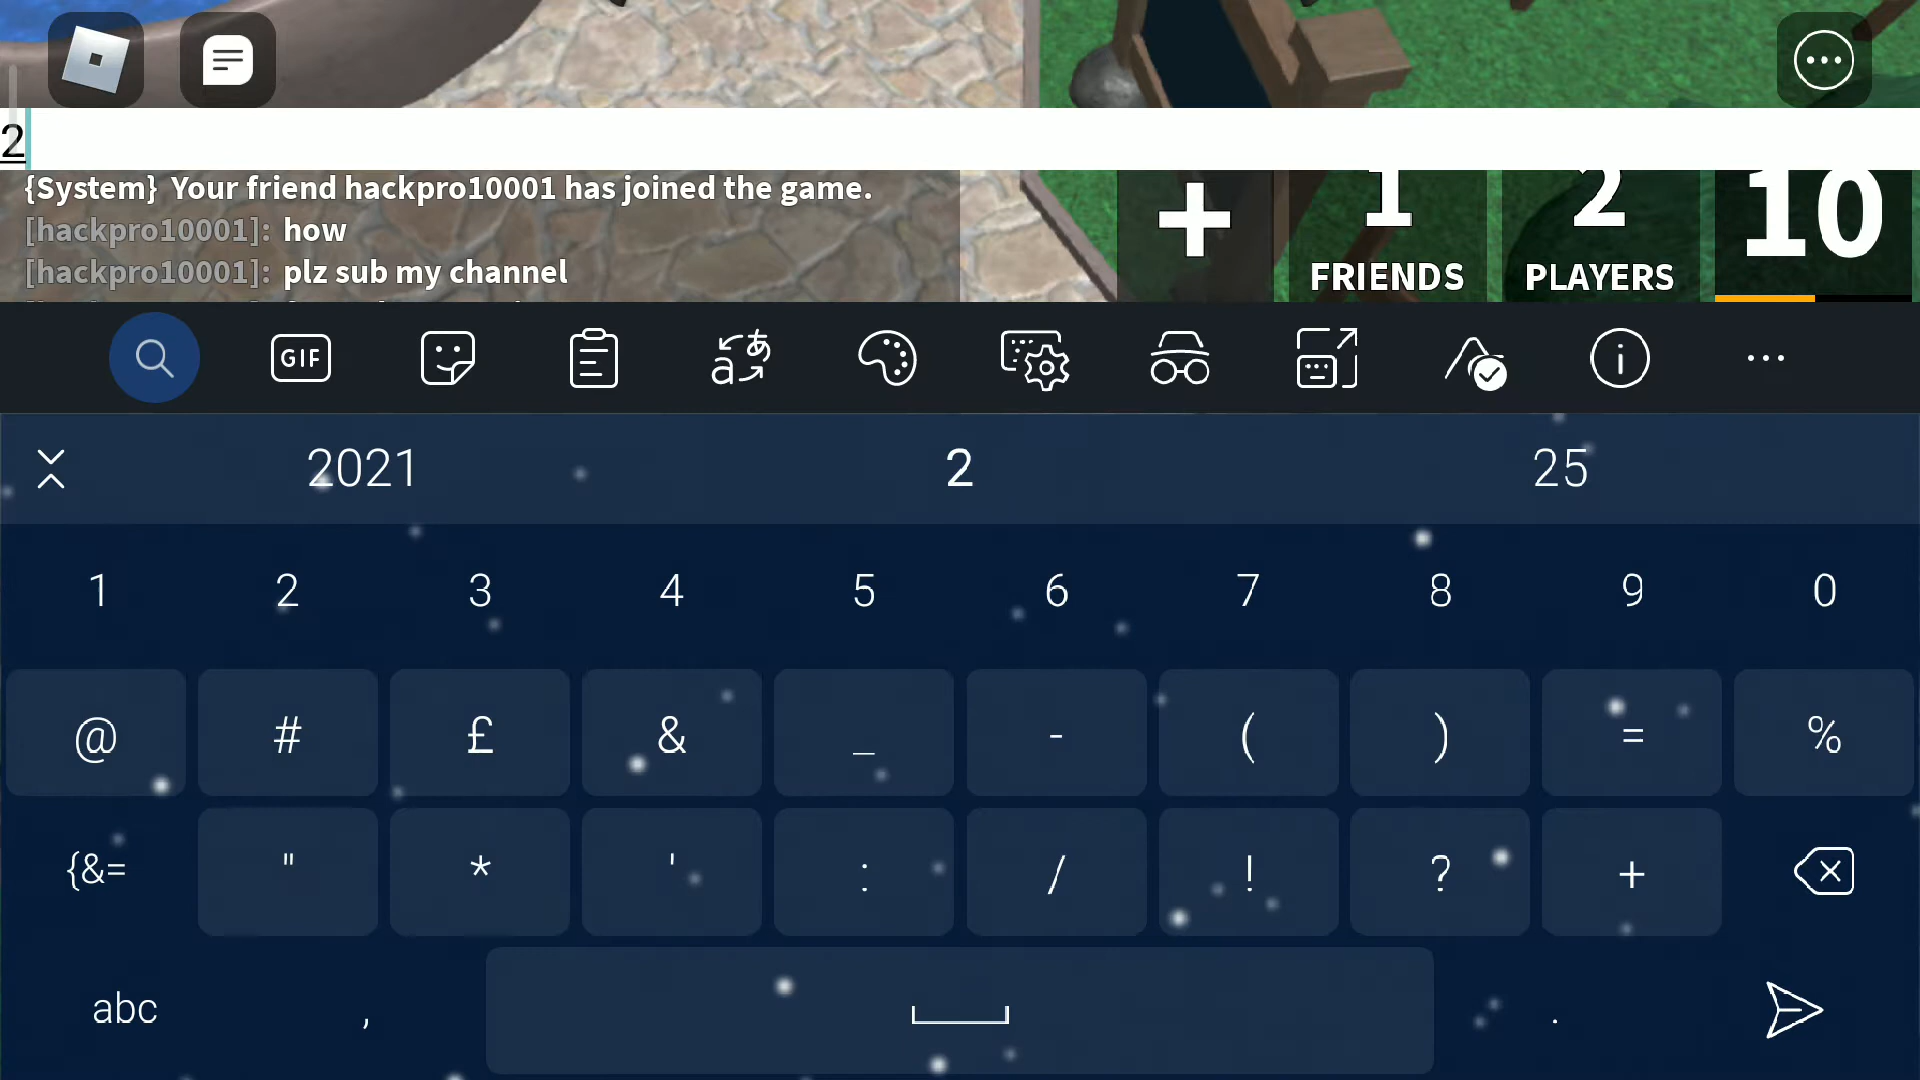 2
{System} Your friend hackpro10001 has joined the game.
[hackpro10001]: how
[hackpro10001]: plz sub my channel
+ 1 2 10
FRIENDS PLAYERS
GIF
2021 2 25
1 2 3 4 5 6 7 8 9 0
@ # £ & _ - ( ) = %
{&= " * ' : / ! ? +
abc , .